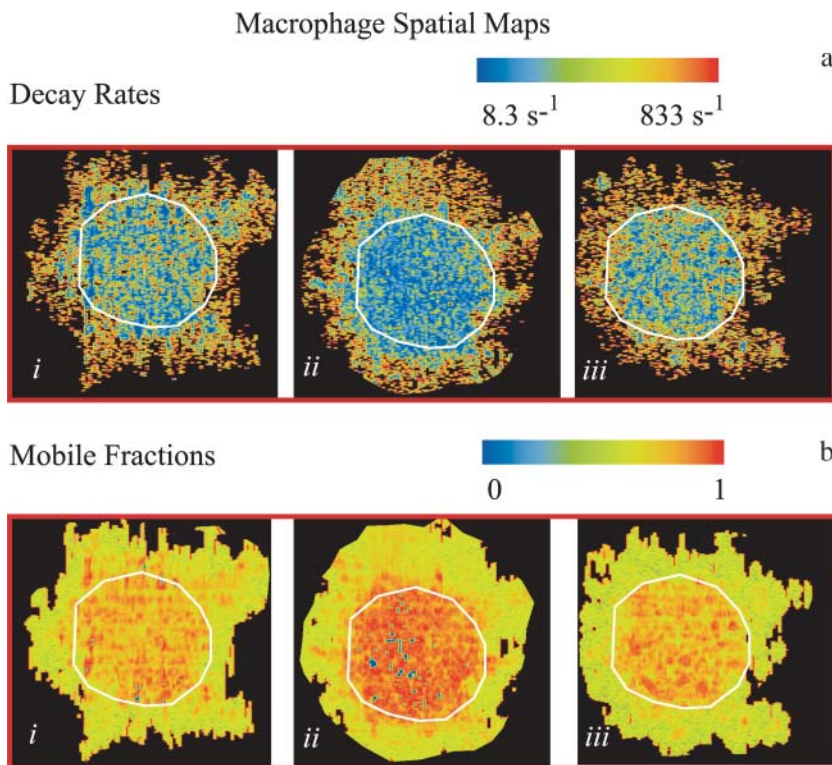 Macrophage Spatial Maps
a
Decay Rates
8.3 s⁻¹ 833 s⁻¹
i ii iii
Mobile Fractions
b
0 1
i ii iii